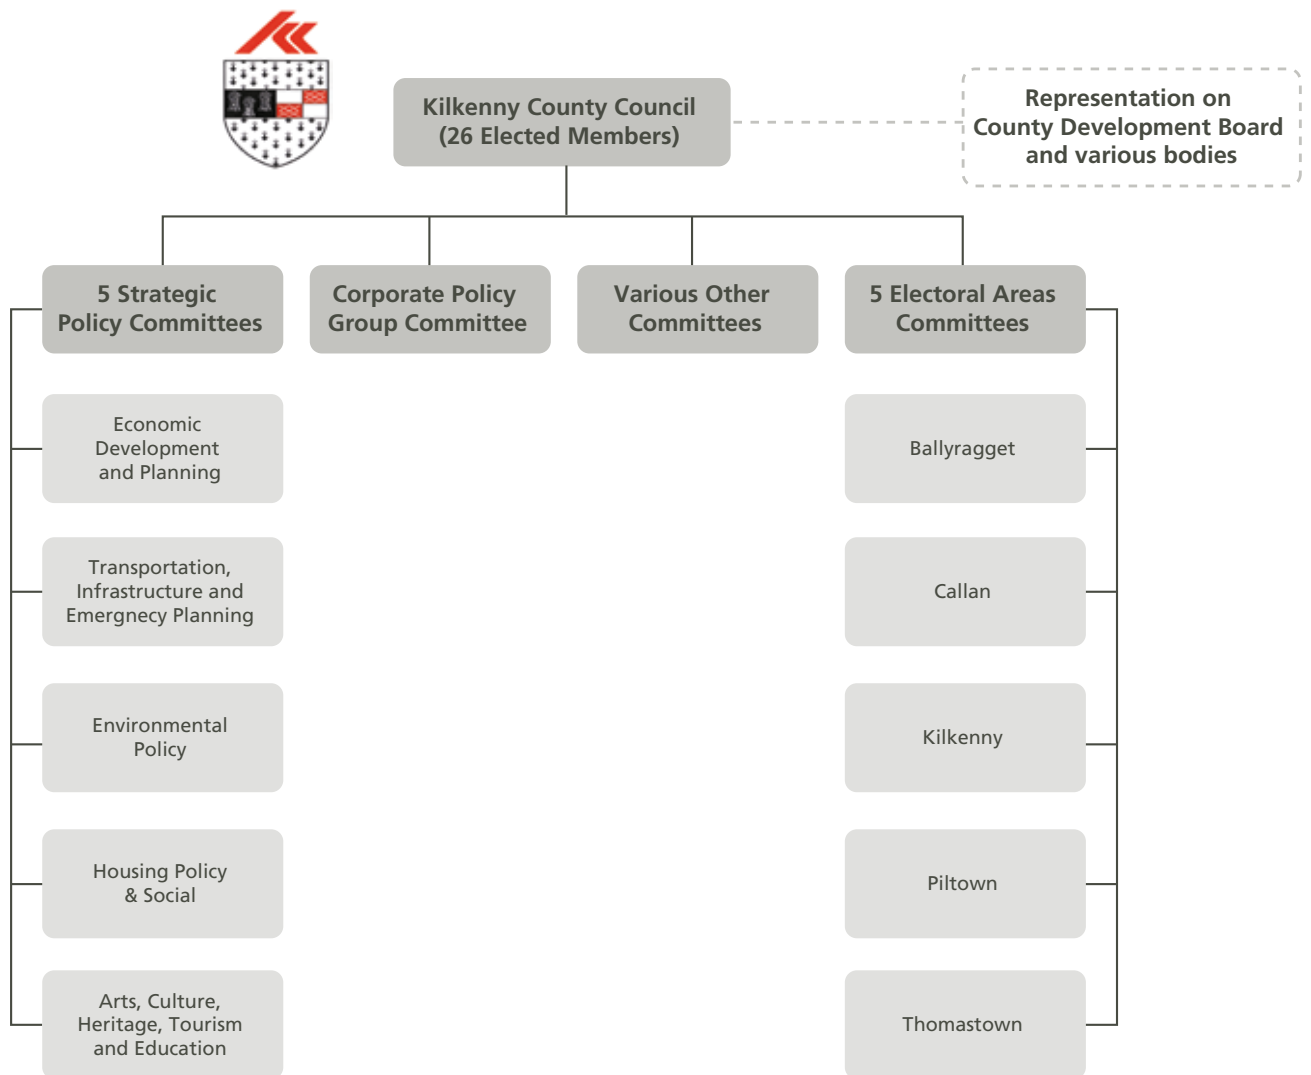 Kilkenny County Council
(26 Elected Members)
Representation on
County Development Board
and various bodies
5 Strategic
Policy Committees
Corporate Policy
Group Committee
Various Other
Committees
5 Electoral Areas
Committees
Economic
Development
and Planning
Transportation,
Infrastructure and
Emergnecy Planning
Environmental
Policy
Housing Policy
& Social
Arts, Culture,
Heritage, Tourism
and Education
Ballyragget
Callan
Kilkenny
Piltown
Thomastown